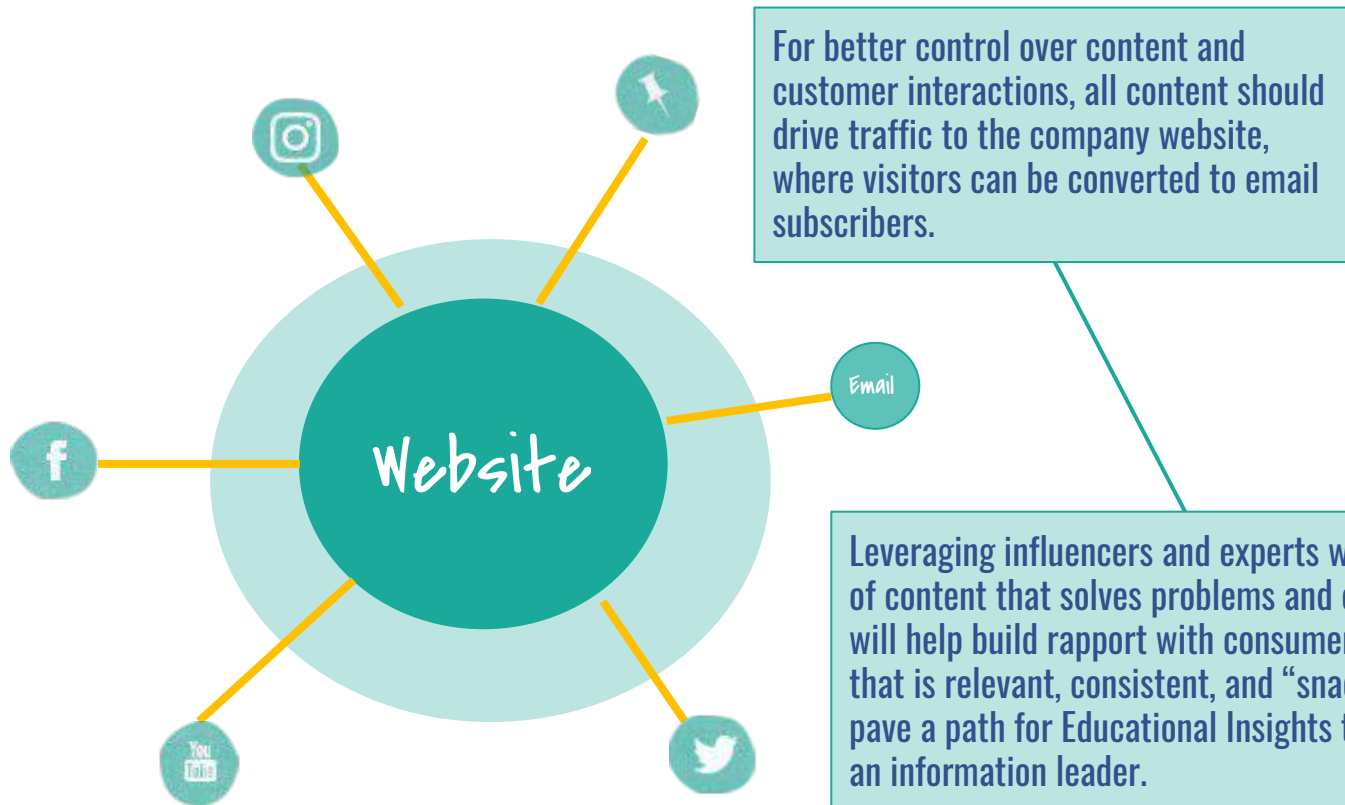 For better control over content and
customer interactions, all content should
drive traffic to the company website,
where visitors can be converted to email
subscribers.
Email
Website
Leveraging influencers and experts
of content that solves problems and
will help build rapport with
that is relevant, consistent, and
pave a path for Educational Insights
an information leader.
You
Tube